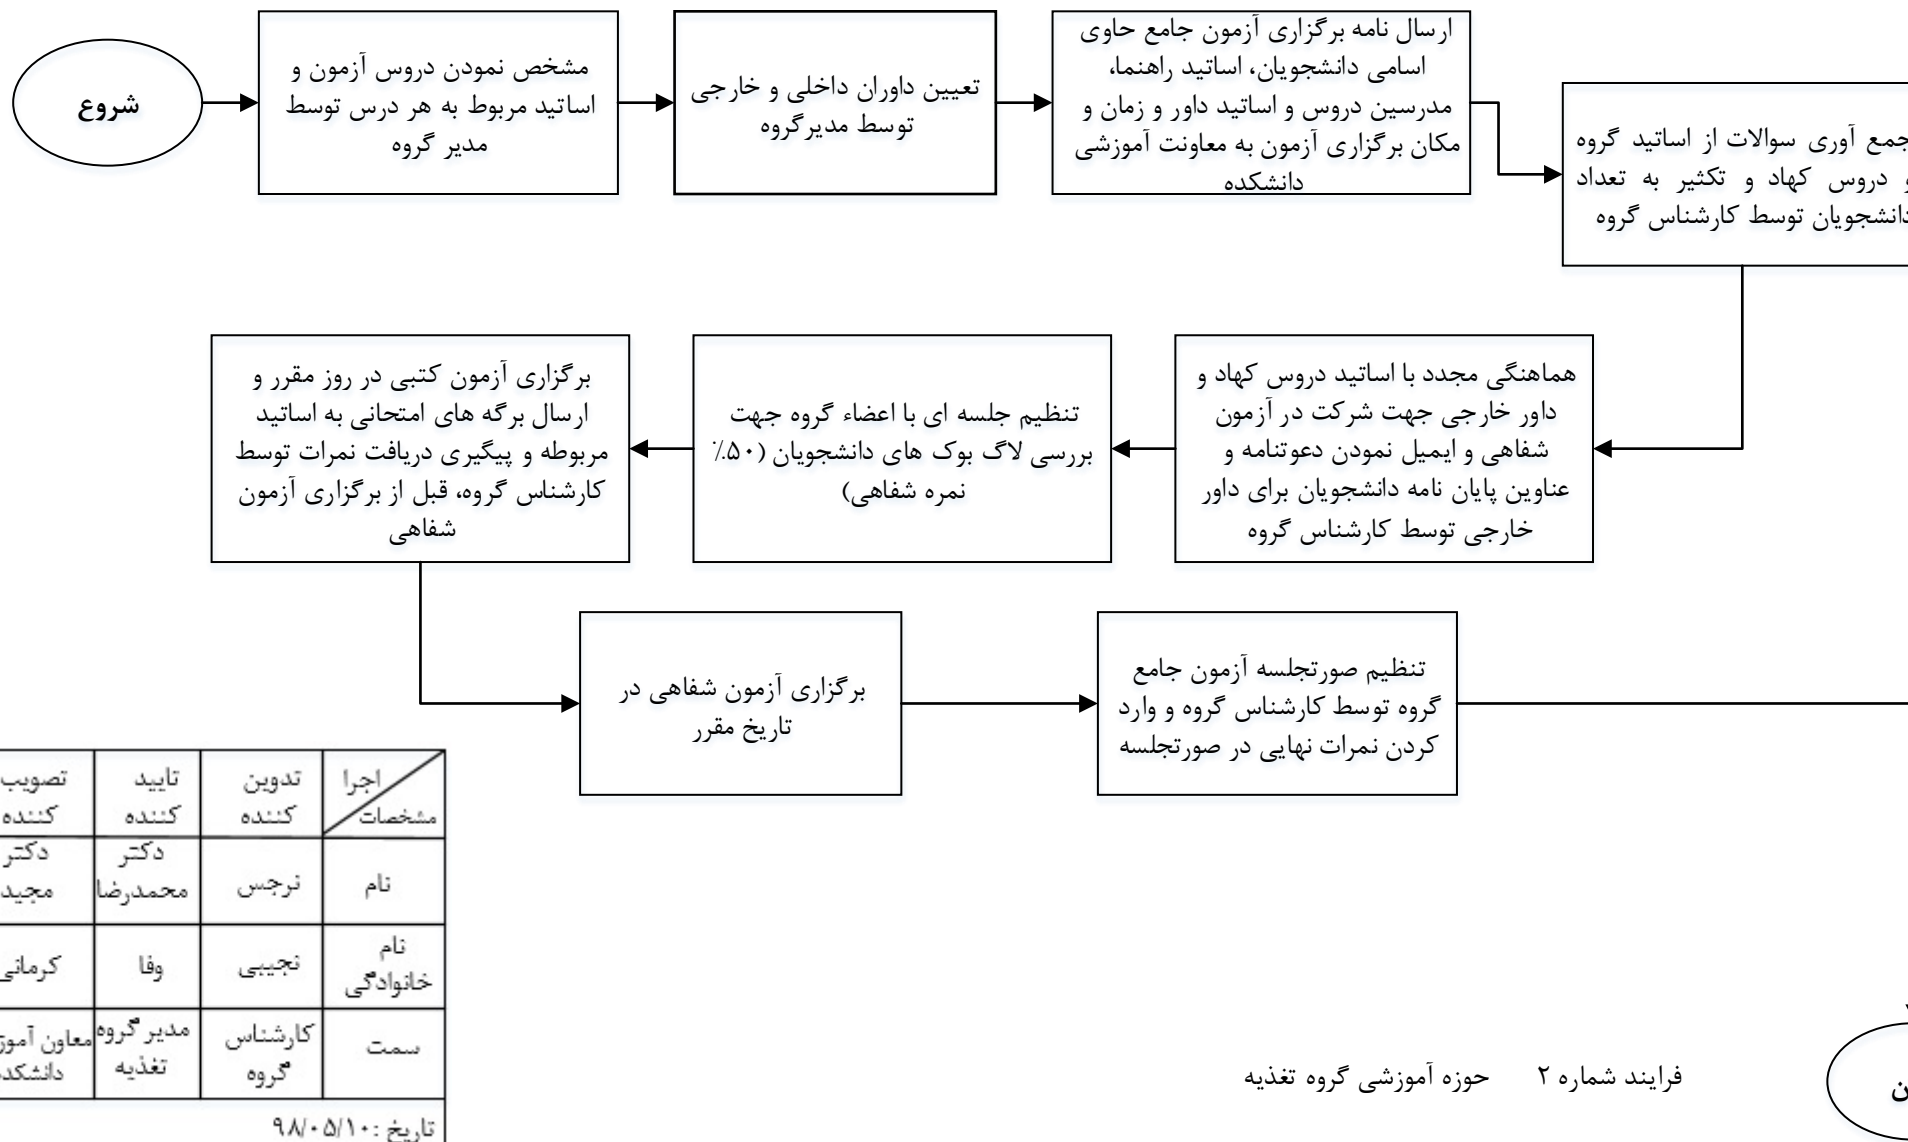 شروع
مشخص نمودن دروس آزمون و
اساتید مربوط به هر درس توسط
مدیر گروه
تعیین داوران داخلی و خارجی
توسط مدیرگروه
ارسال نامه برگزاری آزمون جامع حاوی
اسامی دانشجویان، اساتید راهنما،
مدرسین دروس و اساتید داور و زمان و
مکان برگزاری آزمون به معاونت آموزشی
دانشکده
جمع آوری سوالات از اساتید گروه
و دروس کهاد و تکثیر به تعداد
دانشجویان توسط کارشناس گروه
هماهنگی مجدد با اساتید دروس کهاد و
داور خارجی جهت شرکت در آزمون
شفاهی و ایمیل نمودن دعوتنامه و
عناوین پایان نامه دانشجویان برای داور
خارجی توسط کارشناس گروه
تنظیم جلسه ای با اعضاء گروه جهت
بررسی لاگ بوک های دانشجویان (۵۰٪
نمره شفاهی)
برگزاری آزمون کتبی در روز مقرر و
ارسال برگه های امتحانی به اساتید
مربوطه و پیگیری دریافت نمرات توسط
کارشناس گروه، قبل از برگزاری آزمون
شفاهی
برگزاری آزمون شفاهی در
تاریخ مقرر
تنظیم صورتجلسه آزمون جامع
گروه توسط کارشناس گروه و وارد
کردن نمرات نهایی در صورتجلسه
اجرا
مشخصات
تدوین
کننده
تایید
کننده
تصویب
کننده
نام
نرجس
دکتر
محمدرضا
دکتر
مجید
نام
خانوادگی
نجیبی
وفا
کرمانی
سمت
کارشناس
گروه
مدیر گروه
تغذیه
معاون
تاریخ :۹۸/۰۵/۱۰
فرایند شماره ۲ حوزه آموزشی گروه تغذیه